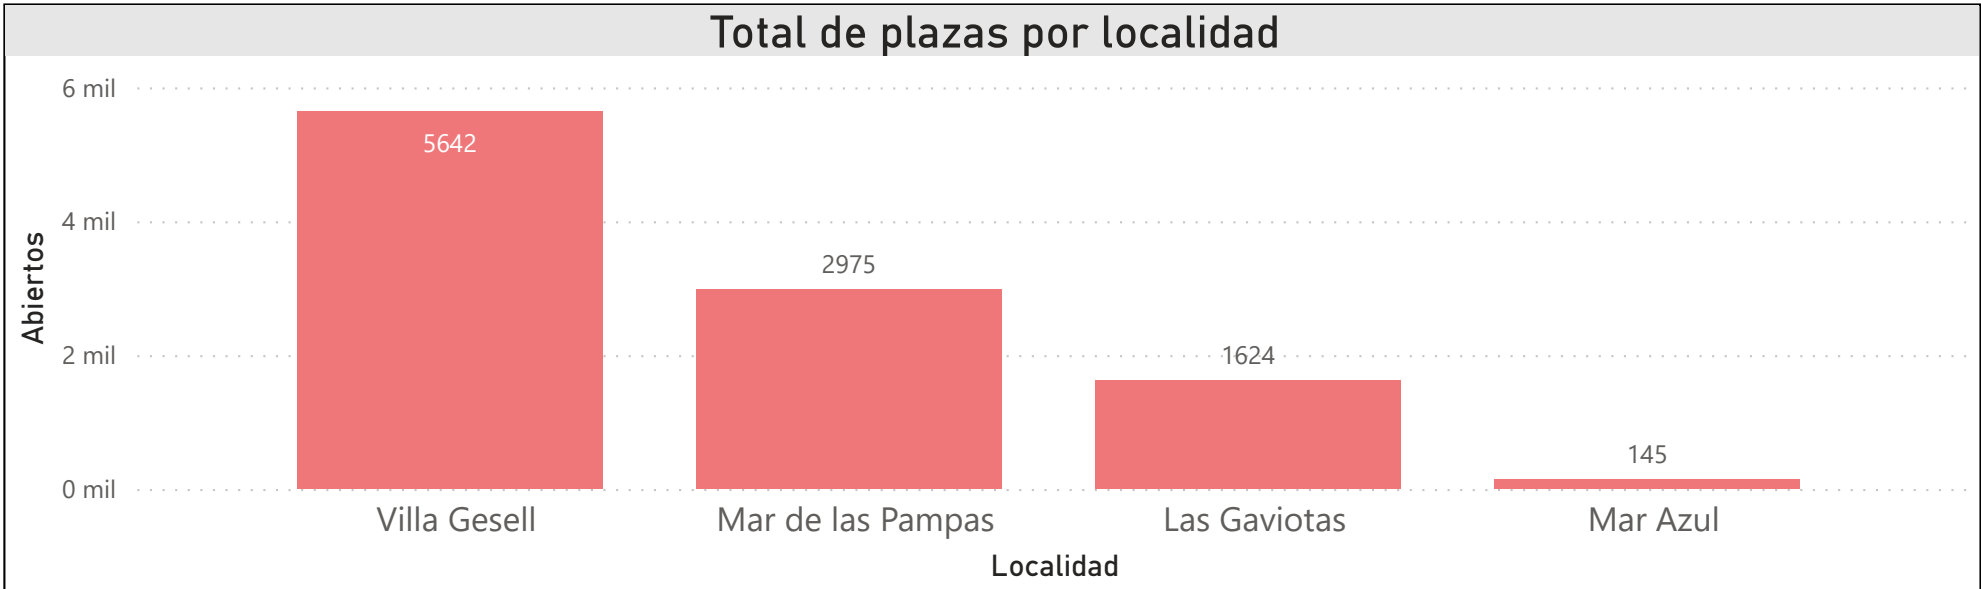 Total de plazas por localidad
6 mil
4 mil
2 mil
0 mil
Abiertos
5642
2975
1624
145
Villa Gesell
Mar de las Pampas
Las Gaviotas
Mar Azul
Localidad